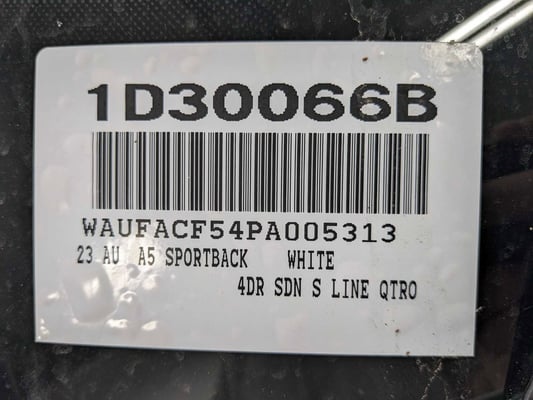 1D30066B
WAUFACF54PA005313
23 AU A5 SPORTBACK WHITE
4DR SDN S LINE QTRO